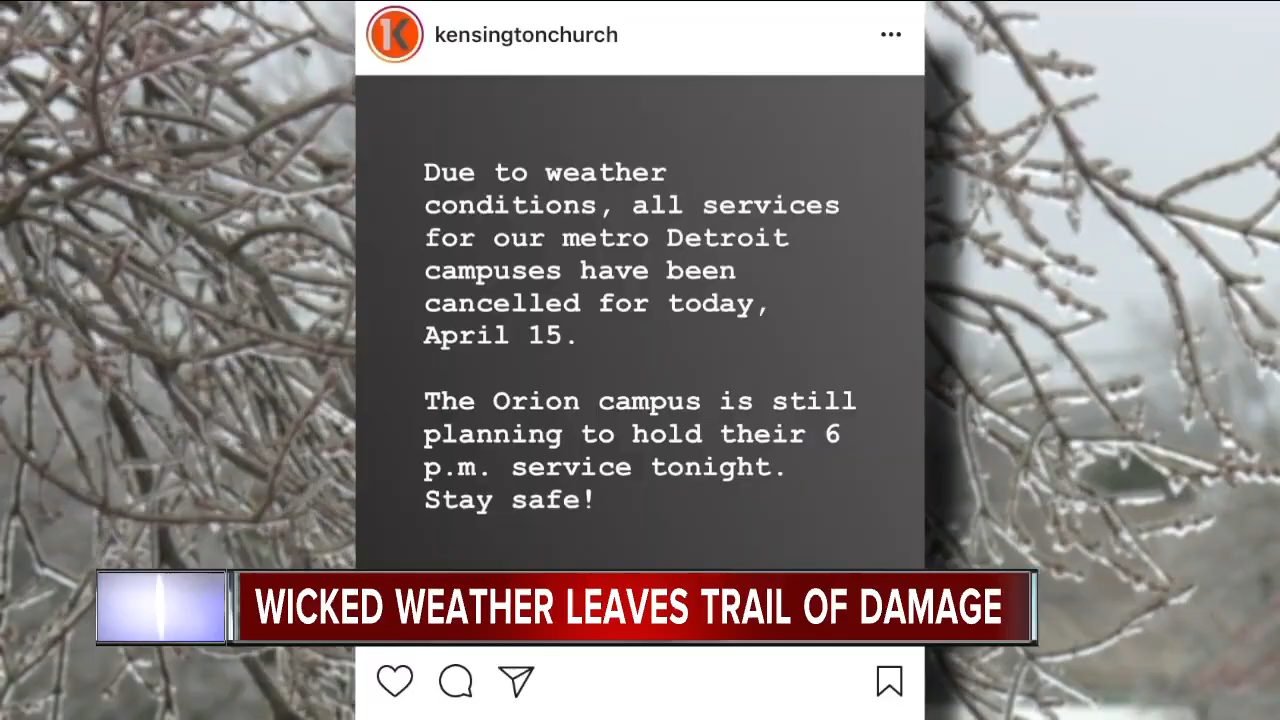 kensingtonchurch
Due to weather
conditions, all services
for our metro Detroit
campuses have been
cancelled for today,
April 15.
The Orion campus is still
planning to hold their 6
p.m. service tonight.
Stay safe!
WICKED WEATHER LEAVES TRAIL OF DAMAGE